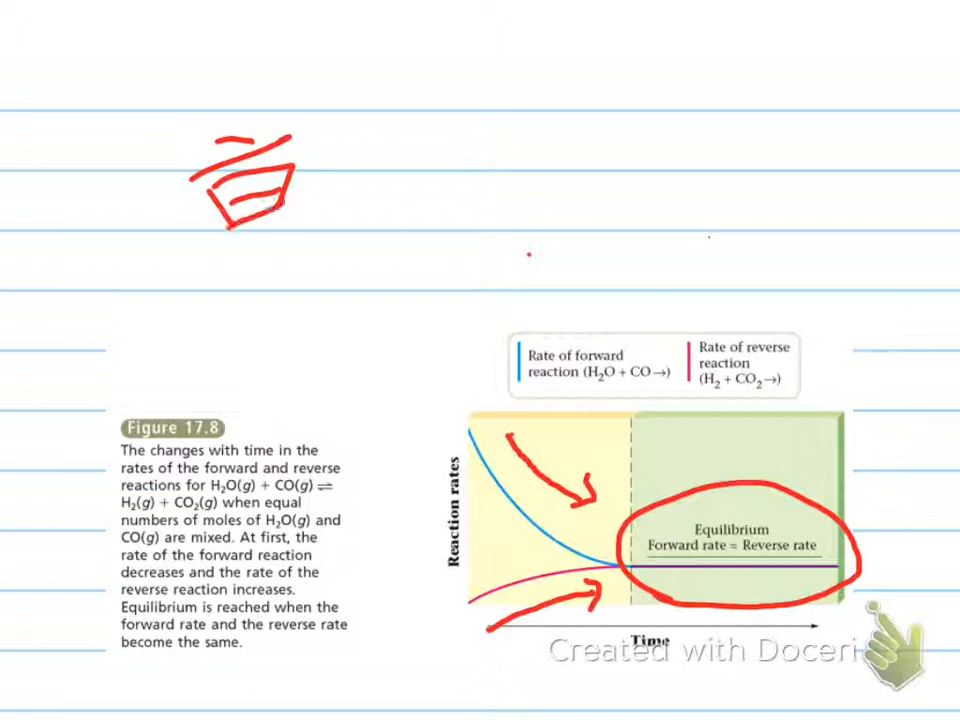 Rate of forward
reaction (H₂O + CO→)
Rate of reverse
reaction
(H₂ + CO₂→)
Figure 17.8
The changes with time in the
rates of the forward and reverse
reactions for H₂O(g) + CO(g) ⇌
H₂(g) + CO₂(g) when equal
numbers of moles of H₂O(g) and
CO(g) are mixed. At first, the
rate of the forward reaction
decreases and the rate of the
reverse reaction increases.
Equilibrium is reached when the
forward rate and the reverse rate
become the same.
Reaction rates
Equilibrium
Forward rate = Reverse rate
Time
Created with Doceri